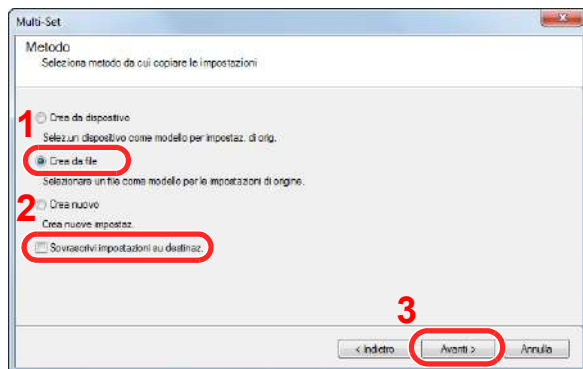 Multi-Set
Metodo
Seleziona metodo da cui copiare le impostazioni
1
Crea da dispostivo
Selez.un dispositivo come modello per impostaz. di orig.
Crea da file
Selezionare un file come modello per le impostazioni di origine.
2
Crea nuovo
Crea nuove impostaz.
Sovrascrivi impostazioni su destinaz.
3
< Indietro
Avanti >
Annulla